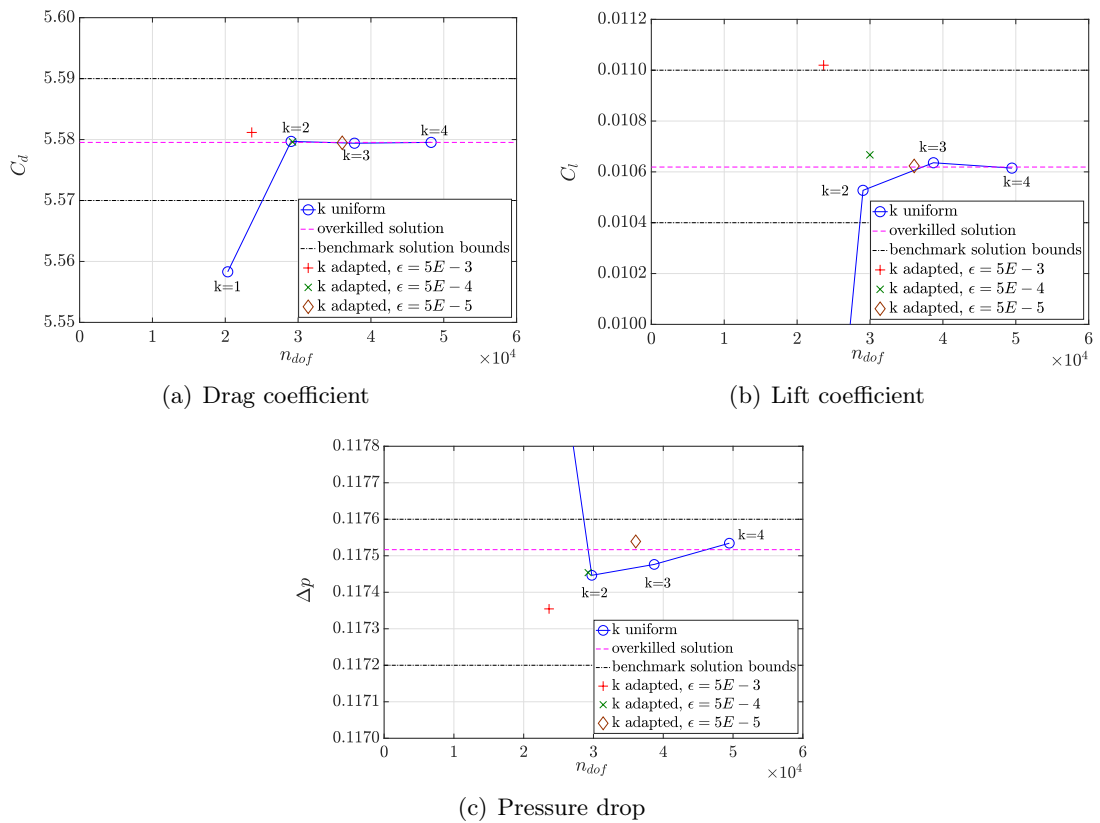 5.60
5.59
5.58
5.57
5.56
5.55
C_d
k=1
k=2
k=3
k=4
k uniform
overkilled solution
benchmark solution bounds
k adapted, ϵ = 5E − 3
k adapted, ϵ = 5E − 4
k adapted, ϵ = 5E − 5
0 1 2 3 4 5 60
n_dof
×10^4
(a) Drag coefficient
0.0112
0.0110
0.0108
0.0106
0.0104
0.0102
0.0100
C_l
k=2
k=3
k=4
k uniform
overkilled solution
benchmark solution bounds
k adapted, ϵ = 5E − 3
k adapted, ϵ = 5E − 4
k adapted, ϵ = 5E − 5
0 1 2 3 4 5 60
n_dof
×10^4
(b) Lift coefficient
0.1178
0.1177
0.1176
0.1175
0.1174
0.1173
0.1172
0.1171
0.1170
Δp
k=2
k=3
k=4
k uniform
overkilled solution
benchmark solution bounds
k adapted, ϵ = 5E − 3
k adapted, ϵ = 5E − 4
k adapted, ϵ = 5E − 5
0 1 2 3 4 5 60
n_dof
×10^4
(c) Pressure drop